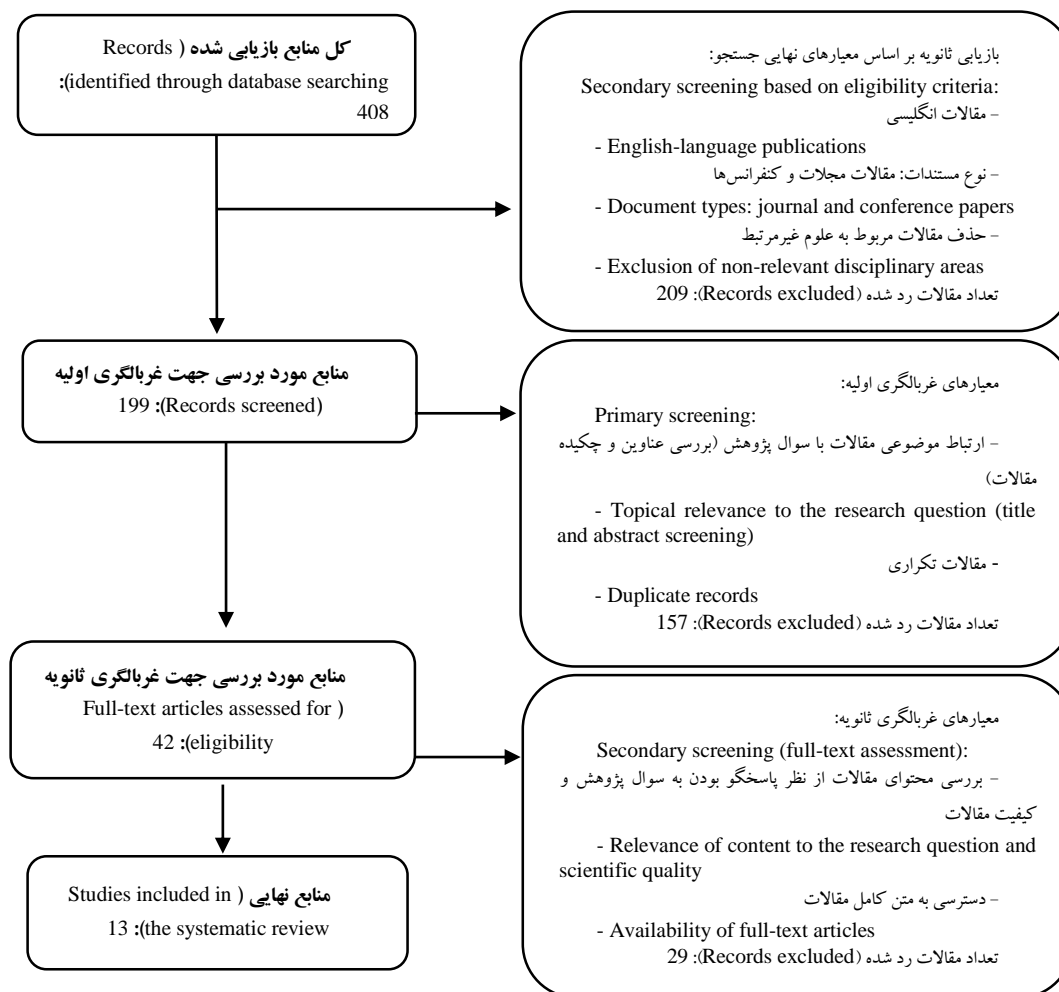 کل منابع بازیابی شده ( Records
identified through database searching):
408
بازیابی ثانویه بر اساس معیارهای نهایی جستجو:
Secondary screening based on eligibility criteria:
- مقالات انگلیسی
- English-language publications
- نوع مستندات: مقالات مجلات و کنفرانس‌ها
- Document types: journal and conference papers
- حذف مقالات مربوط به علوم غیرمرتبط
- Exclusion of non-relevant disciplinary areas
تعداد مقالات رد شده (Records excluded): 209
منابع مورد بررسی جهت غربالگری اولیه
(Records screened): 199
معیارهای غربالگری اولیه:
Primary screening:
- ارتباط موضوعی مقالات با سوال پژوهش (بررسی عناوین و چکیده
مقالات)
- Topical relevance to the research question (title
and abstract screening)
- مقالات تکراری
- Duplicate records
تعداد مقالات رد شده (Records excluded): 157
منابع مورد بررسی جهت غربالگری ثانویه
( Full-text articles assessed for
eligibility): 42
معیارهای غربالگری ثانویه:
Secondary screening (full-text assessment):
- بررسی محتوای مقالات از نظر پاسخگو بودن به سوال پژوهش و
کیفیت مقالات
- Relevance of content to the research question and
scientific quality
- دسترسی به متن کامل مقالات
- Availability of full-text articles
تعداد مقالات رد شده (Records excluded): 29
منابع نهایی ( Studies included in
the systematic review): 13